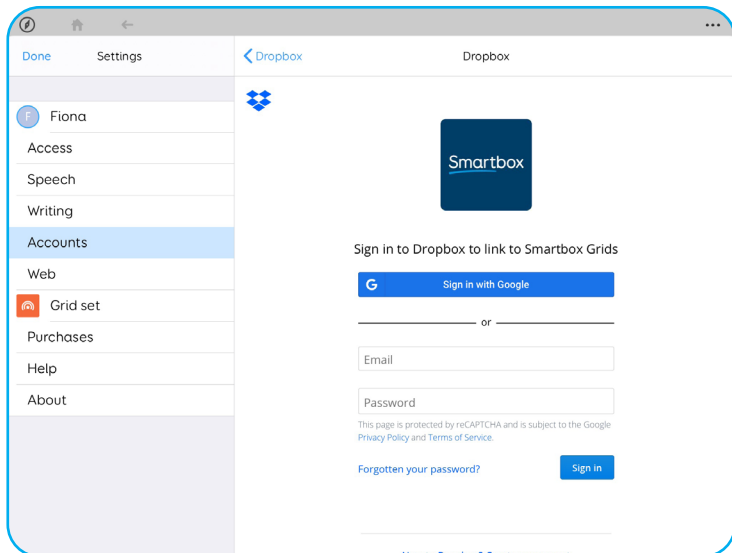 Done
Settings
Dropbox
Dropbox
F
Fiona
Access
Speech
Writing
Accounts
Web
Grid set
Purchases
Help
About
Smartbox
Sign in to Dropbox to link to Smartbox Grids
G
Sign in with Google
or
Email
Password
This page is protected by reCAPTCHA and is subject to the Google
Privacy Policy and Terms of Service.
Forgotten your password?
Sign in